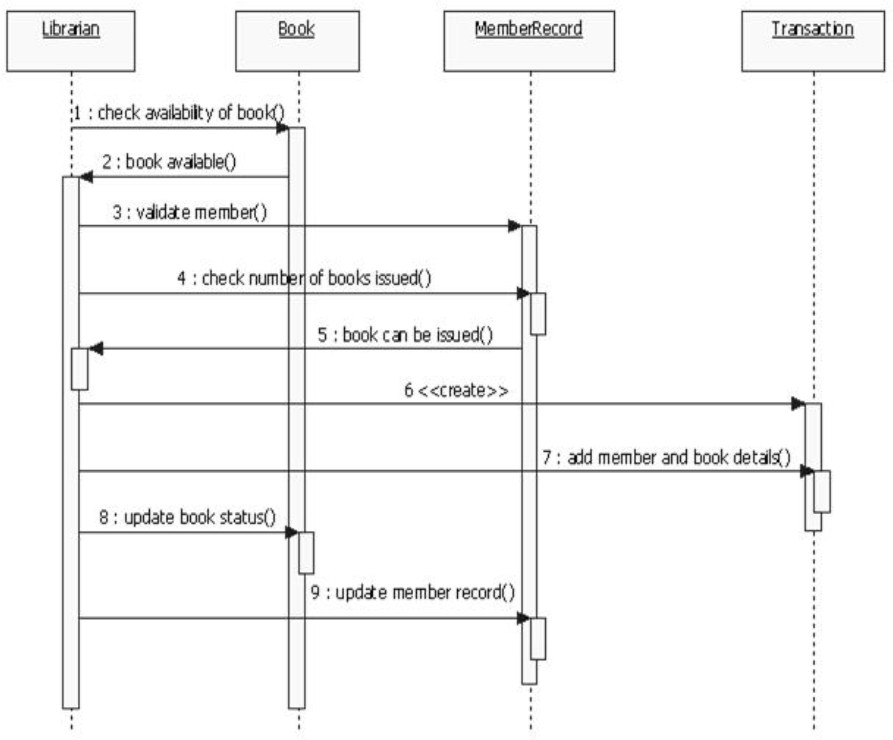 Librarian
Book
MemberRecord
Transaction
1 : check availability of book()
2 : book available()
3 : validate member()
4 : check number of books issued()
5 : book can be issued()
6 <<create>>
7 : add member and book details()
8 : update book status()
9 : update member record()